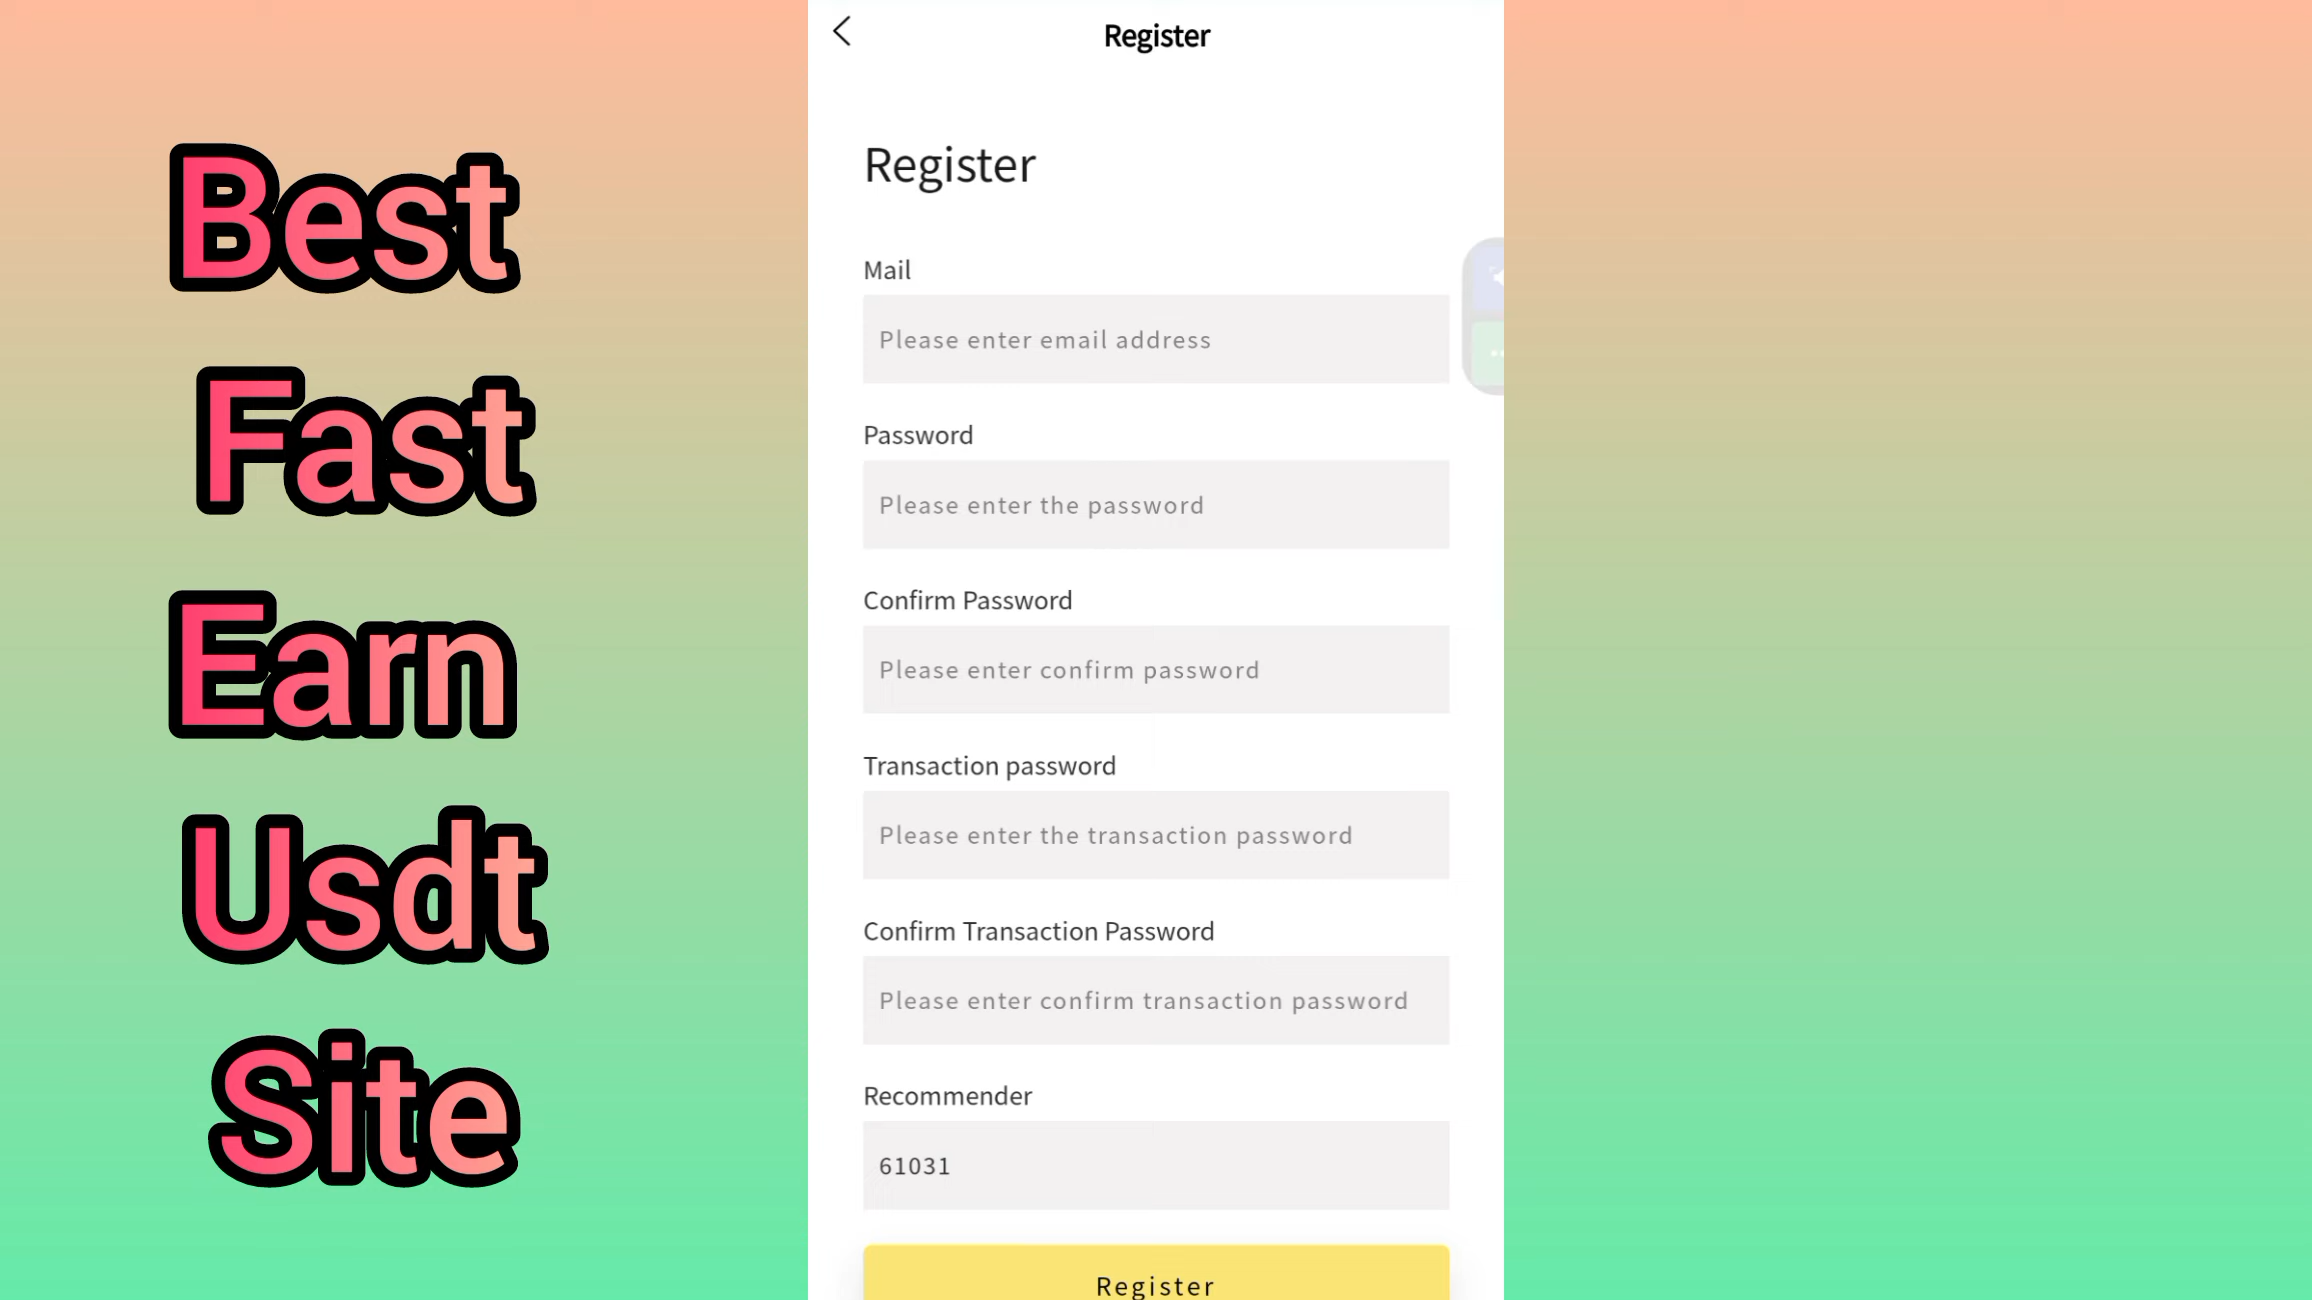 Best
Fast
Earn
Usdt
Site
Register
Register
Mail
Please enter email address
Password
Please enter the password
Confirm Password
Please enter confirm password
Transaction password
Please enter the transaction password
Confirm Transaction Password
Please enter confirm transaction password
Recommender
61031
Register